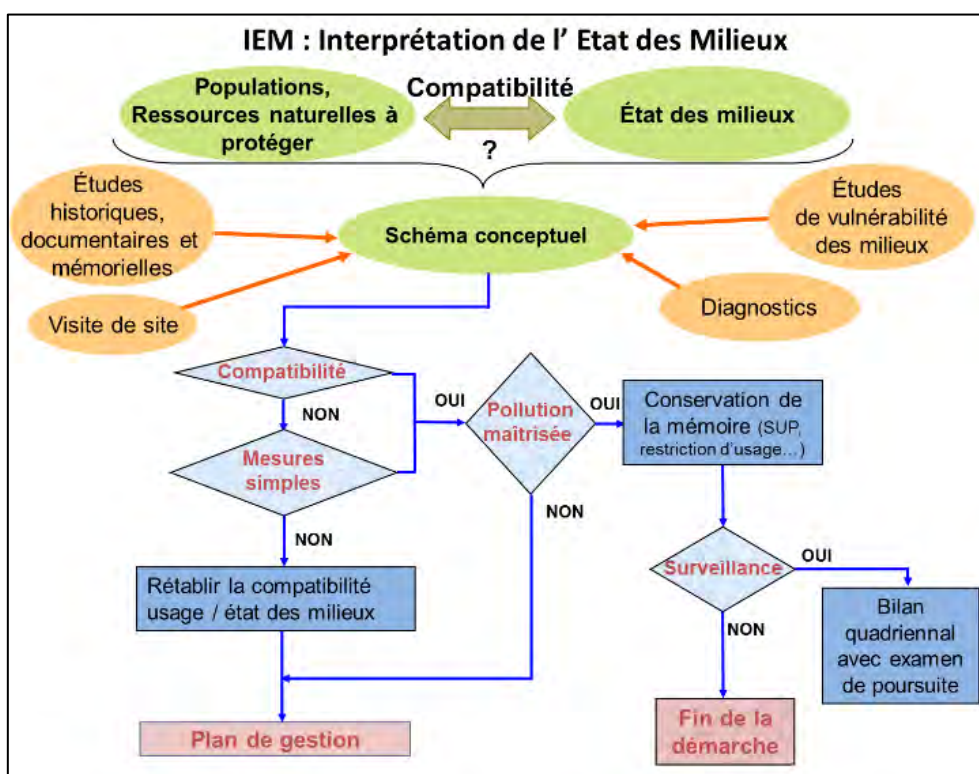 IEM : Interprétation de l' Etat des Milieux
Populations,
Ressources naturelles à
protéger
Compatibilité
?
État des milieux
Études
historiques,
documentaires et
mémorielles
Schéma conceptuel
Études
de vulnérabilité
des milieux
Visite de site
Diagnostics
Compatibilité
NON
OUI
Mesures
simples
Pollution
maîtrisée
OUI
Conservation de
la mémoire (SUP,
restriction d'usage...)
NON
NON
Rétablir la compatibilité
usage / état des milieux
Surveillance
OUI
NON
Bilan
quadriennal
avec examen
de poursuite
Plan de gestion
Fin de la
démarche